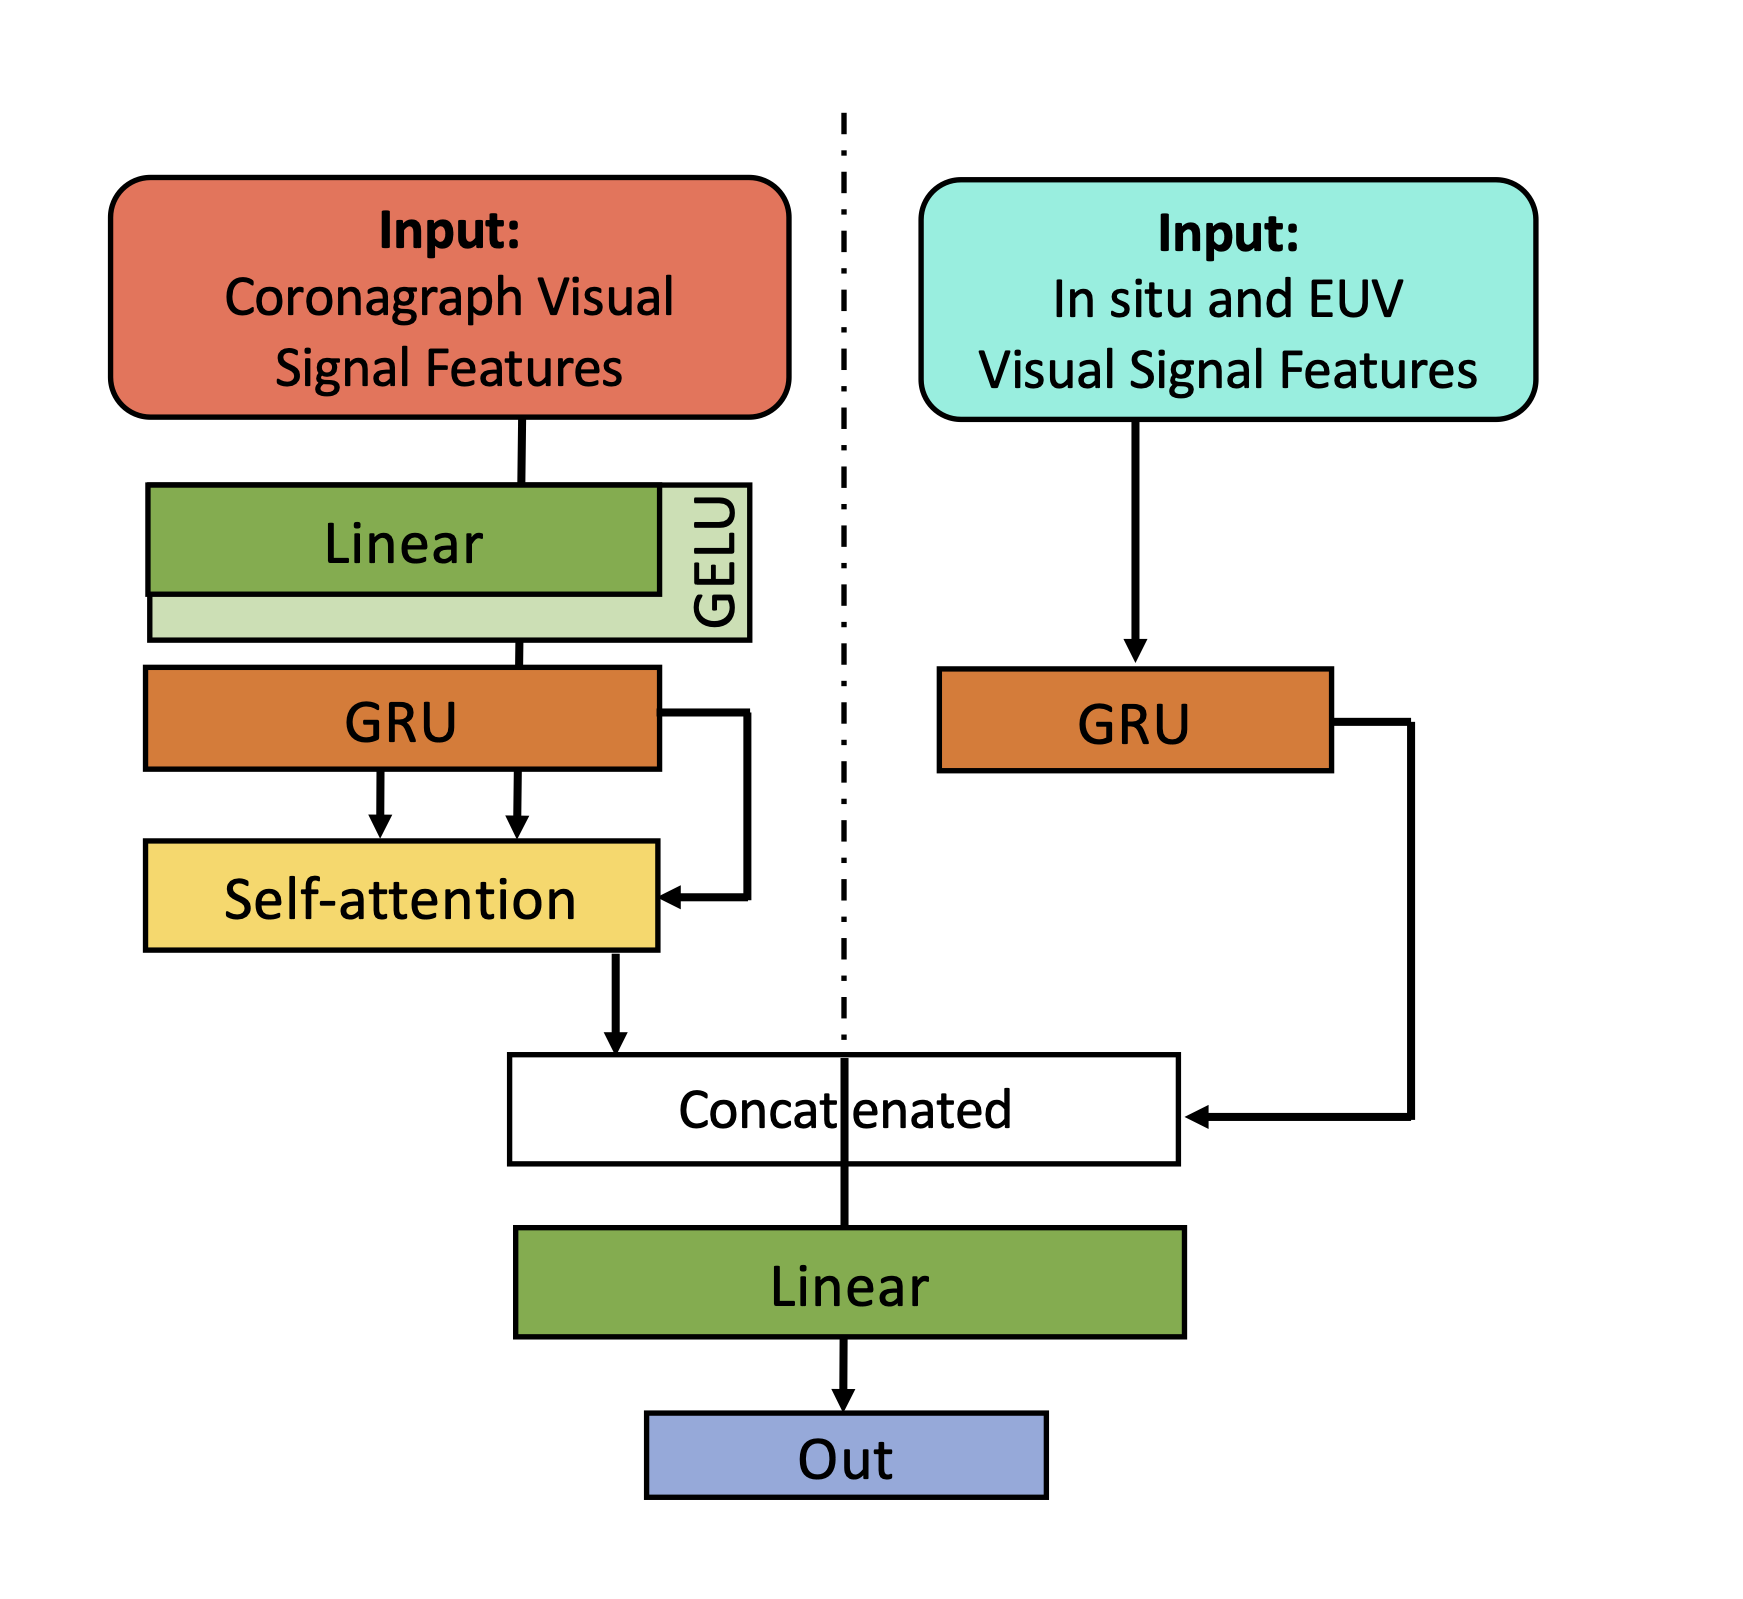 Input:
Coronagraph Visual
Signal Features
Input:
In situ and EUV
Visual Signal Features
Linear
GELU
GRU
GRU
Self-attention
Concatenated
Linear
Out